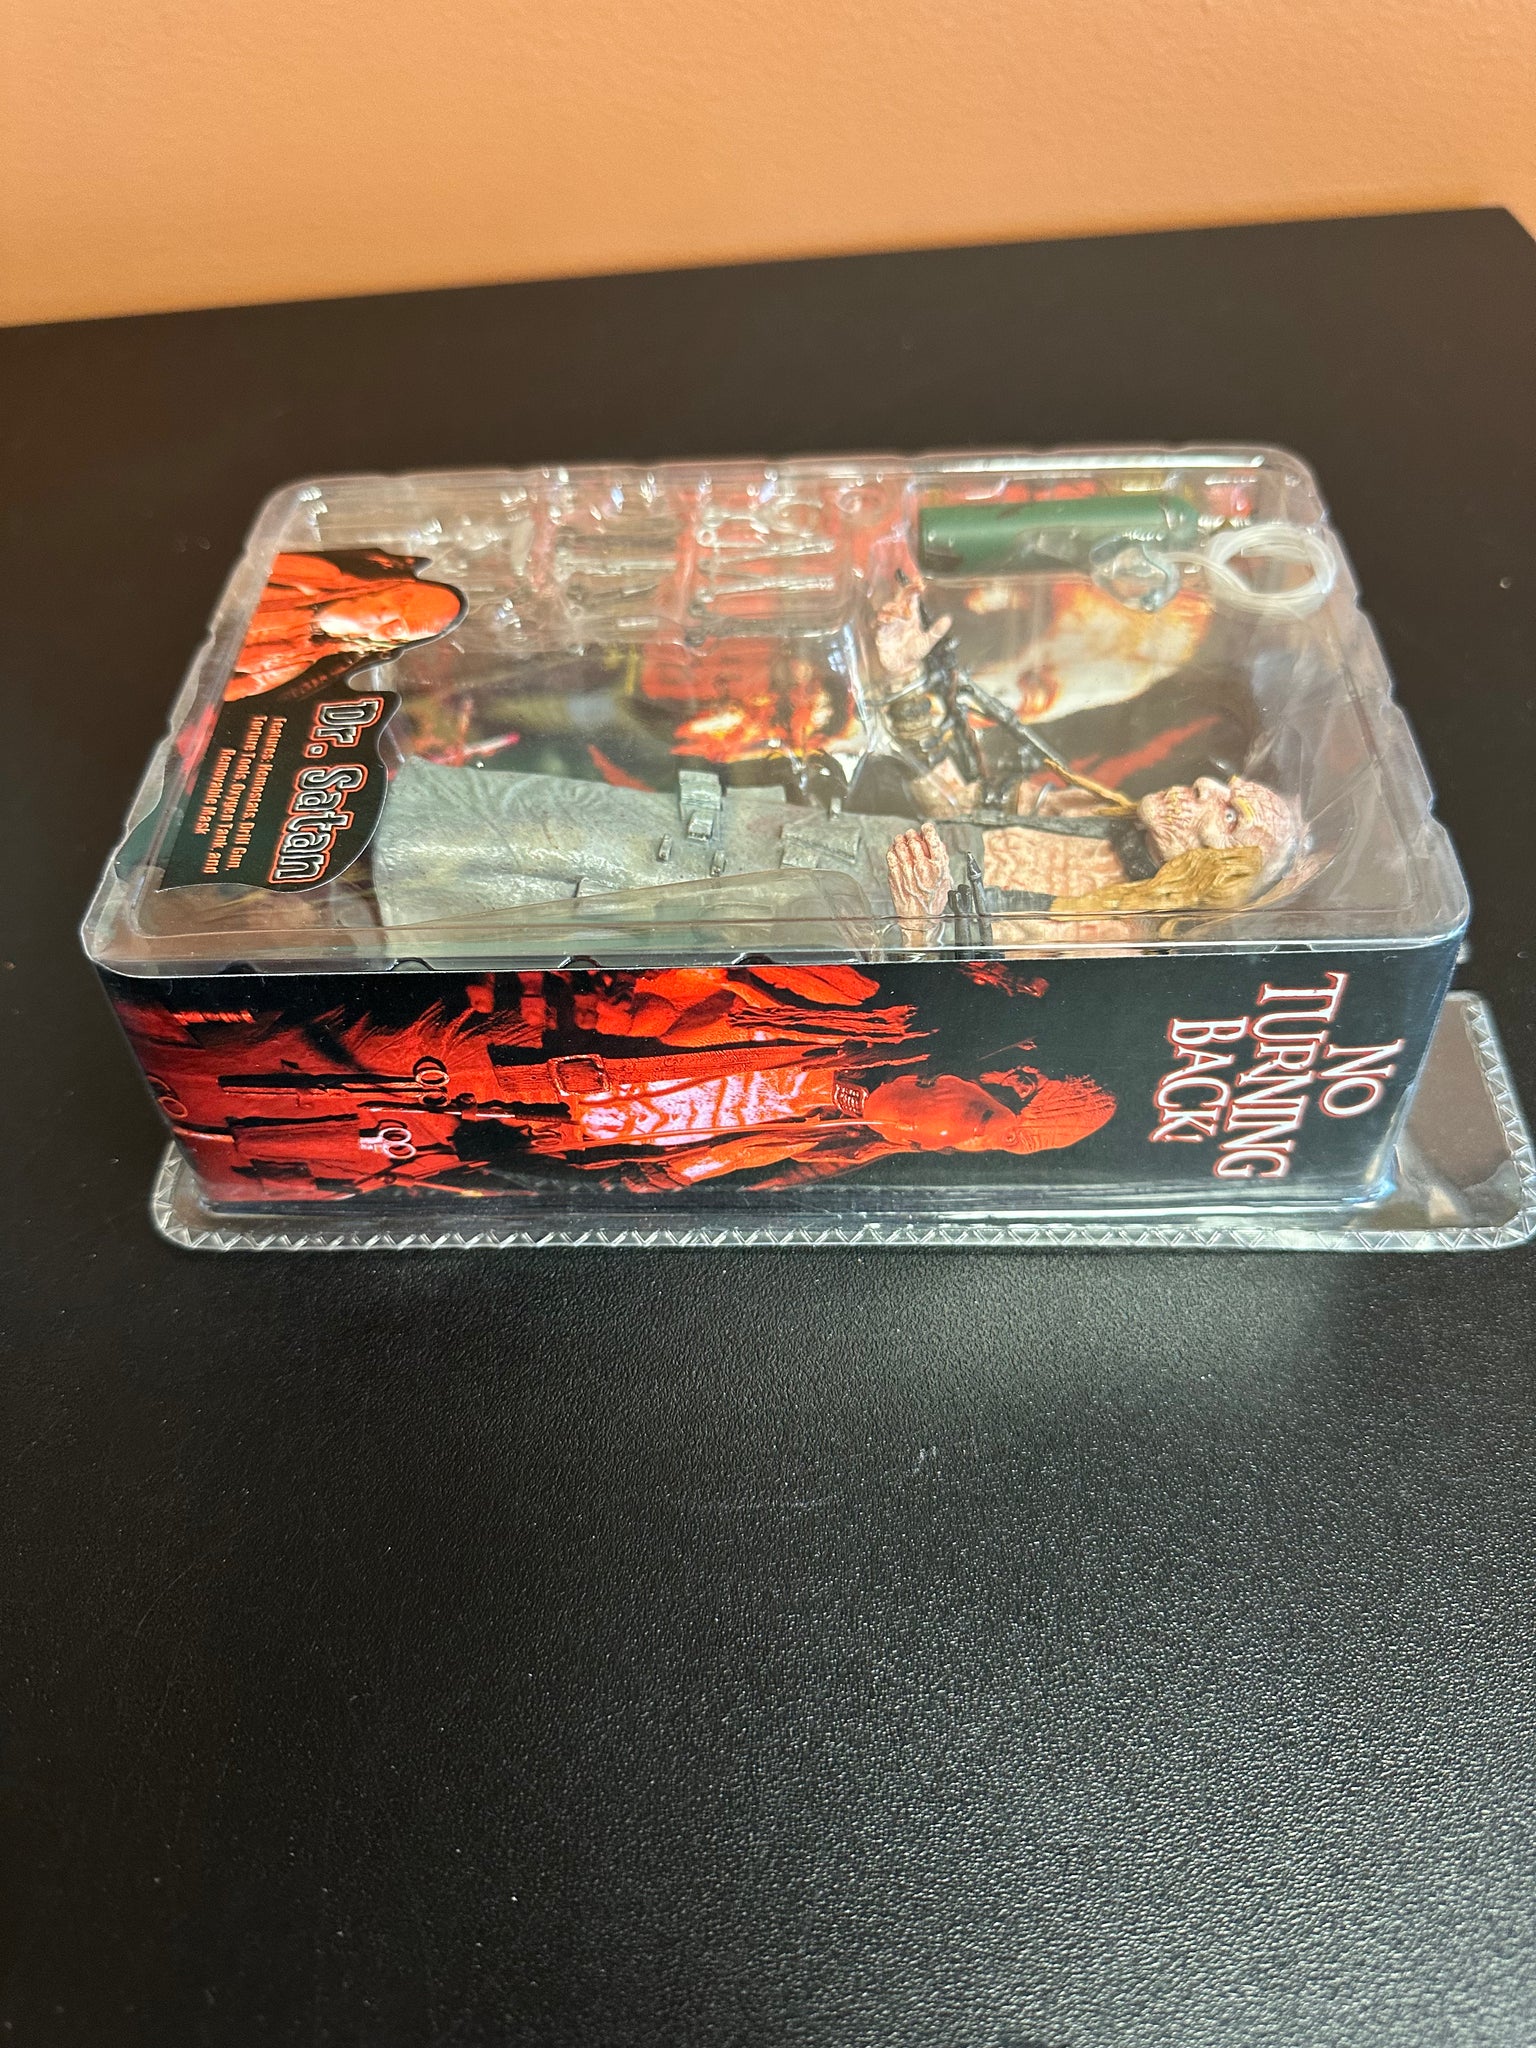 Dr. Satan
Features: Hemostats, Drill Gun,
Torture Tools, Oxygen Tank, and
Removable Mask
NO
TURNING
BACK!